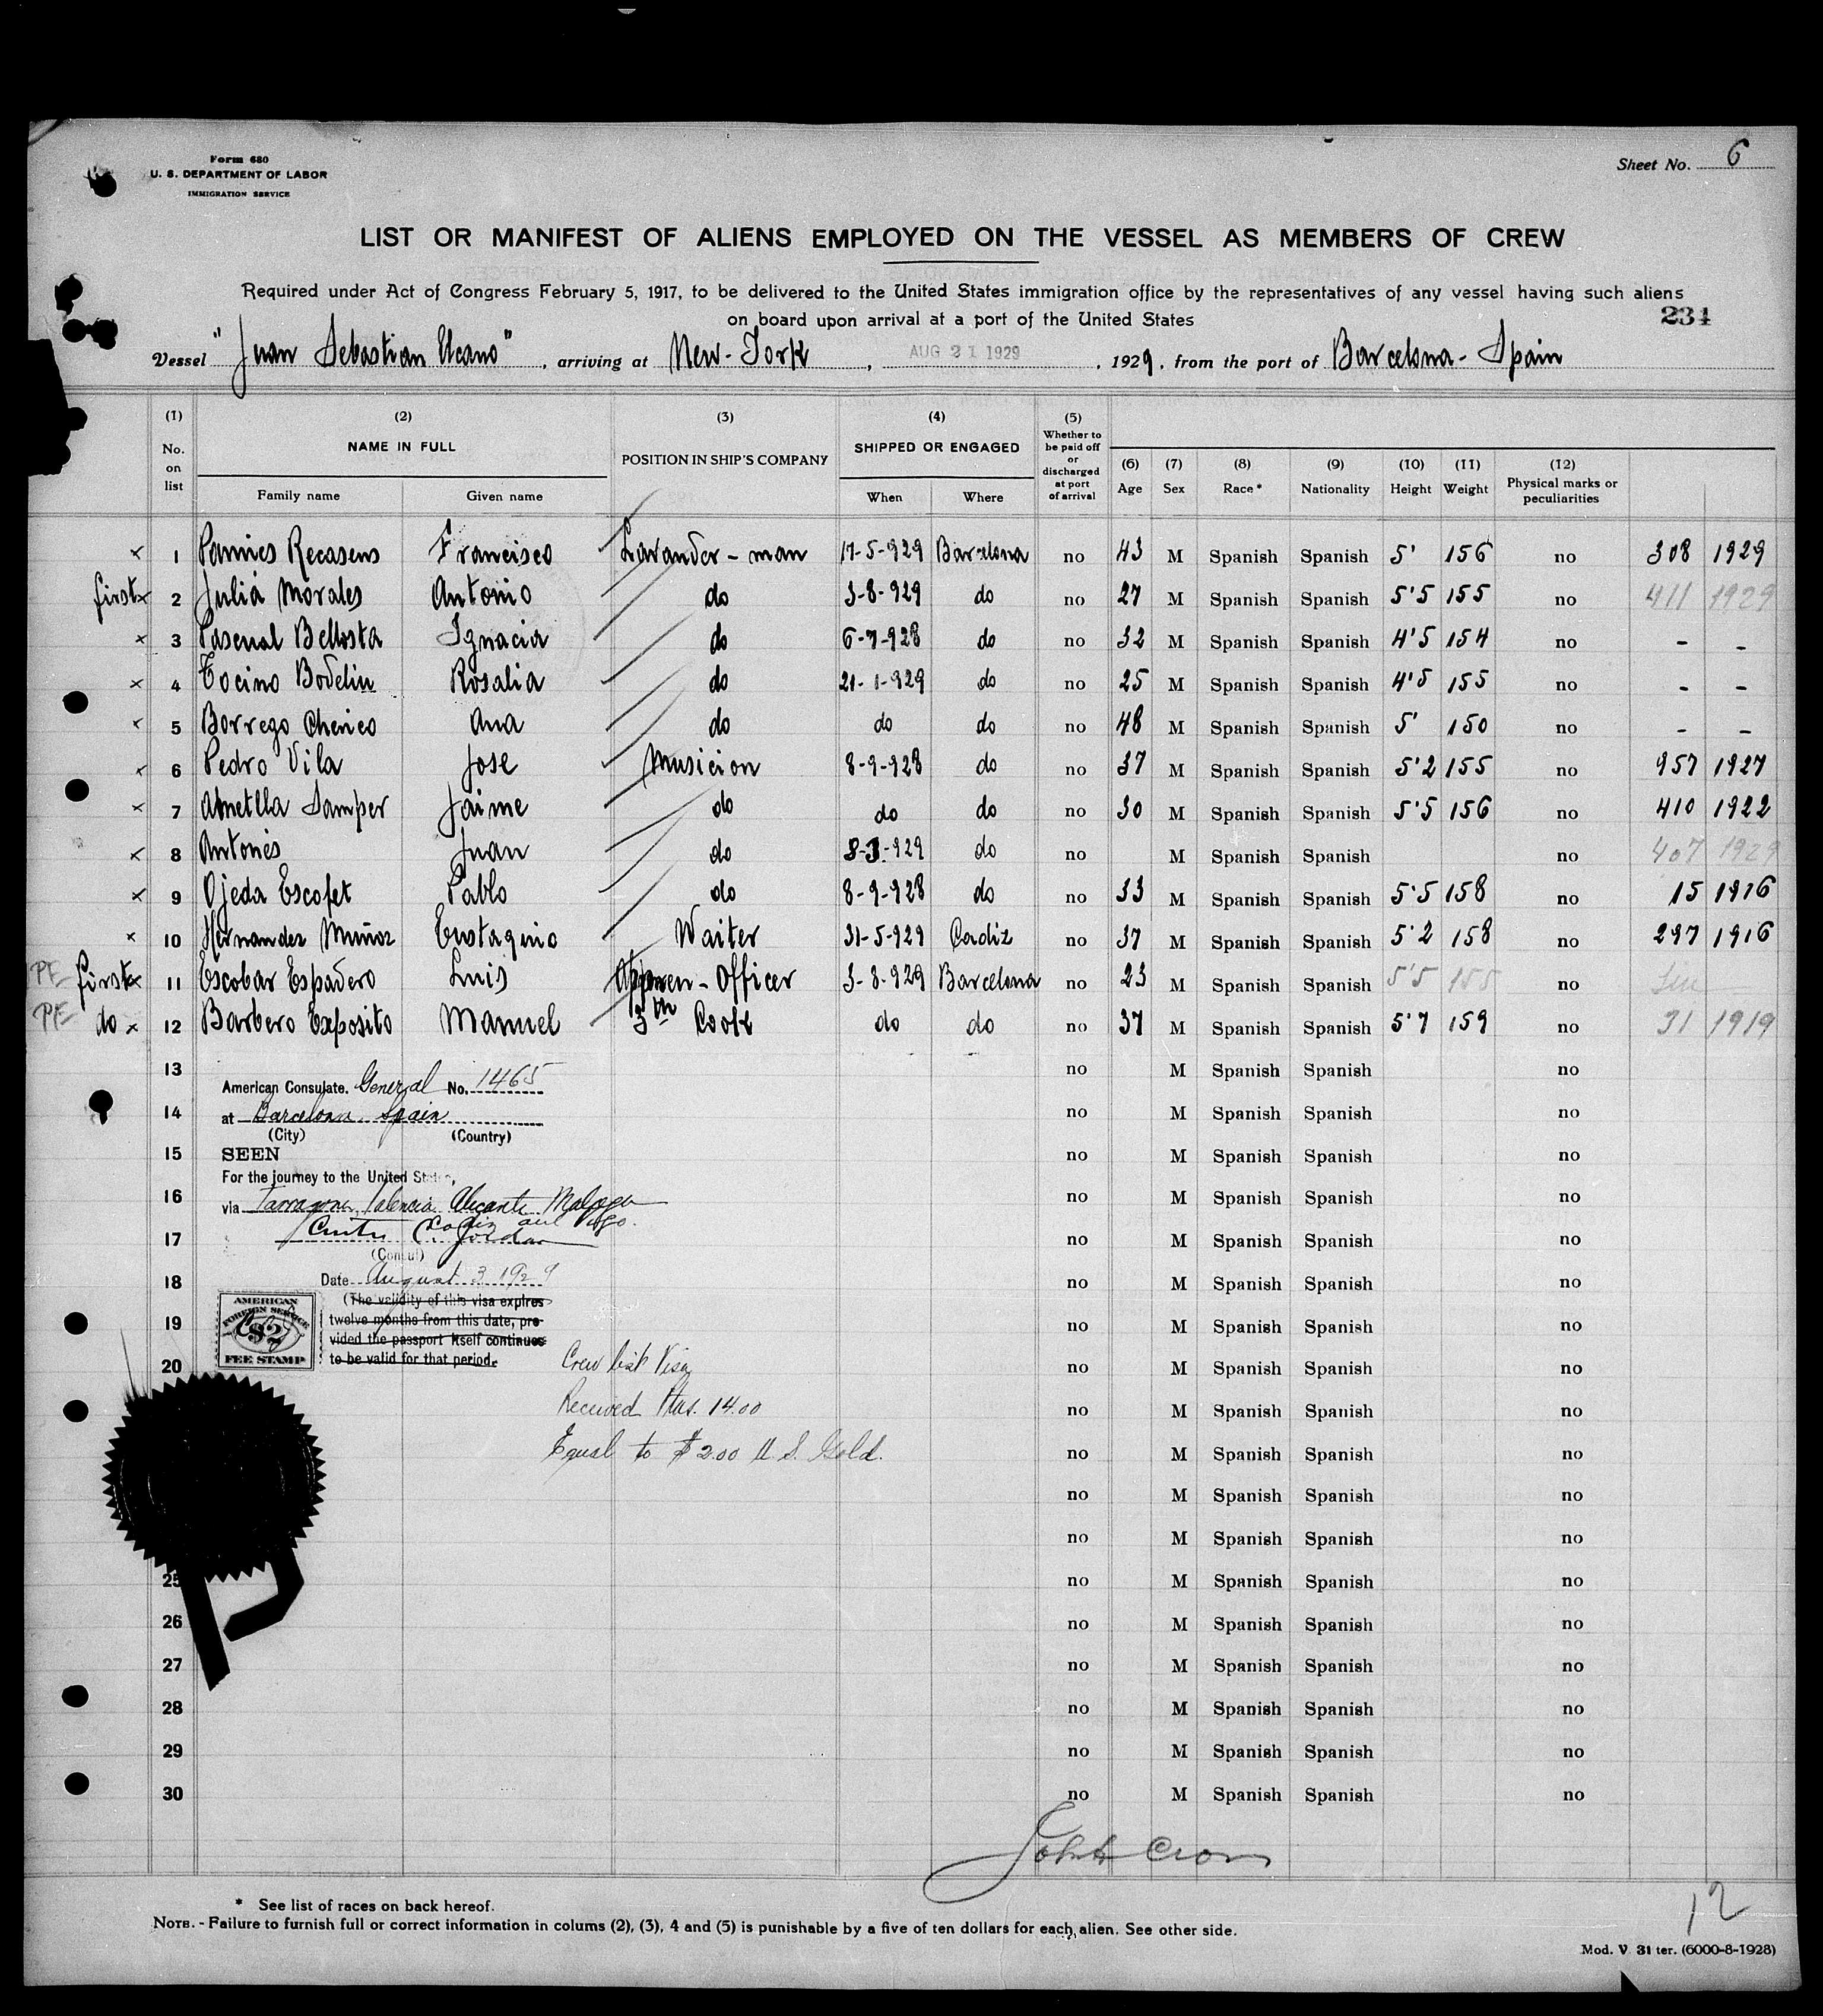 Form 680
U. S. DEPARTMENT OF LABOR
IMMIGRATION SERVICE
Sheet No. 6
LIST OR MANIFEST OF ALIENS EMPLOYED ON THE VESSEL AS MEMBERS OF CREW
Required under Act of Congress February 5, 1917, to be delivered to the United States immigration office by the representatives of any vessel having such aliens
on board upon arrival at a port of the United States
234
Vessel "Juan Sebastian Elcano", arriving at New-York, AUG 21 1929, 1929, from the port of Barcelona - Spain
(1) (2) (3) (4) (5)
No. on list NAME IN FULL POSITION IN SHIP'S COMPANY SHIPPED OR ENGAGED Whether to be paid off or discharged at port of arrival (6) Age (7) Sex (8) Race * (9) Nationality (10) Height (11) Weight (12) Physical marks or peculiarities
Family name Given name When Where
x 1 Pamies Recasens Francisco Lavander - man 17-5-929 Barcelona no 43 M Spanish Spanish 5' 156 no 308 1929
first x 2 Juliá Morales Antonio do 3-8-929 do no 27 M Spanish Spanish 5'5 155 no 411 1929
x 3 Pascual Bellosta Ignacia do 6-7-928 do no 32 M Spanish Spanish 4'5 154 no - -
x 4 Tocino Bodelin Rosalia do 21-1-929 do no 25 M Spanish Spanish 4'5 155 no - -
x 5 Borrego Ana do do do no 48 M Spanish Spanish 5' 150 no - -
x 6 Pedro Vila Jose Musicion 8-9-928 do no 37 M Spanish Spanish 5'2 155 no 957 1927
x 7 Ametlla Samper Jaime do do do no 30 M Spanish Spanish 5'5 156 no 410 1922
x 8 Antonés Juan do 8-3-929 do no M Spanish Spanish no 407 1929
x 9 Ojeda Escofet Pablo do 8-9-928 do no 33 M Spanish Spanish 5'5 158 no 15 1916
x 10 Hernandez Muñoz Eustaquio Waiter 31-5-929 Cadiz no 37 M Spanish Spanish 5'2 158 no 297 1916
PE first x 11 Escobar Espadero Luis Appren - Officer 3-8-929 Barcelona no 23 M Spanish Spanish 5'5 155 no
PE do x 12 Barbero Exposito Manuel 3th Cook do do no 37 M Spanish Spanish 5'7 159 no 31 1919
13 no M Spanish Spanish no
American Consulate. General No. 1465
14 no M Spanish Spanish no
at Barcelona, Spain
(City) (Country)
15 no M Spanish Spanish no
SEEN
For the journey to the United States,
16 no M Spanish Spanish no
via Tarragona, Valencia, Alicante, Malaga
Cadiz and Vigo.
17 no M Spanish Spanish no
Curtis C. Jordan
(Consul)
18 no M Spanish Spanish no
Date August 3 1929
(The validity of this visa expires
19 no M Spanish Spanish no
twelve months from this date, pro-
vided the passport itself continues
to be valid for that period.
AMERICAN
FOREIGN SERVICE
$2
FEE STAMP
20 no M Spanish Spanish no
Crew list Visa
Received Ptas. 14.00
no M Spanish Spanish no
Equal to $2.00 U.S. Gold.
no M Spanish Spanish no
no M Spanish Spanish no
no M Spanish Spanish no
25 no M Spanish Spanish no
26 no M Spanish Spanish no
27 no M Spanish Spanish no
28 no M Spanish Spanish no
29 no M Spanish Spanish no
30 no M Spanish Spanish no
* See list of races on back hereof.
NOTE. - Failure to furnish full or correct information in colums (2), (3), 4 and (5) is punishable by a five of ten dollars for each, alien. See other side.
12
Mod. V 31 ter. (6000-8-1928)